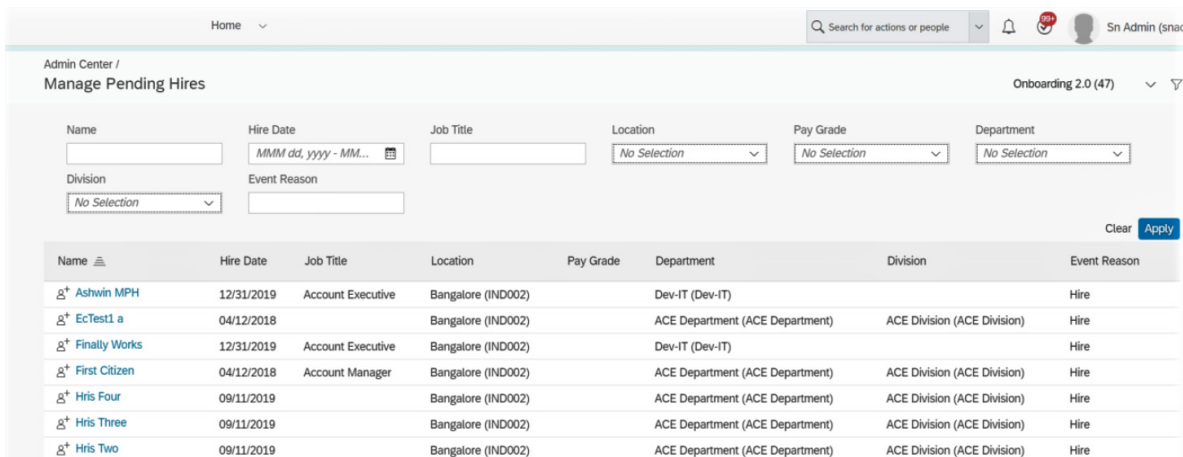 Home
Search for actions or people
99+
Sn Admin (snac
Admin Center /
Manage Pending Hires
Onboarding 2.0 (47)
Name Hire Date Job Title Location Pay Grade Department
MMM dd, yyyy - MM... No Selection No Selection No Selection
Division Event Reason
No Selection
Clear Apply
Name Hire Date Job Title Location Pay Grade Department Division Event Reason
Ashwin MPH 12/31/2019 Account Executive Bangalore (IND002) Dev-IT (Dev-IT) Hire
EcTest1 a 04/12/2018 Bangalore (IND002) ACE Department (ACE Department) ACE Division (ACE Division) Hire
Finally Works 12/31/2019 Account Executive Bangalore (IND002) Dev-IT (Dev-IT) Hire
First Citizen 04/12/2018 Account Manager Bangalore (IND002) ACE Department (ACE Department) ACE Division (ACE Division) Hire
Hris Four 09/11/2019 Bangalore (IND002) ACE Department (ACE Department) ACE Division (ACE Division) Hire
Hris Three 09/11/2019 Bangalore (IND002) ACE Department (ACE Department) ACE Division (ACE Division) Hire
Hris Two 09/11/2019 Bangalore (IND002) ACE Department (ACE Department) ACE Division (ACE Division) Hire